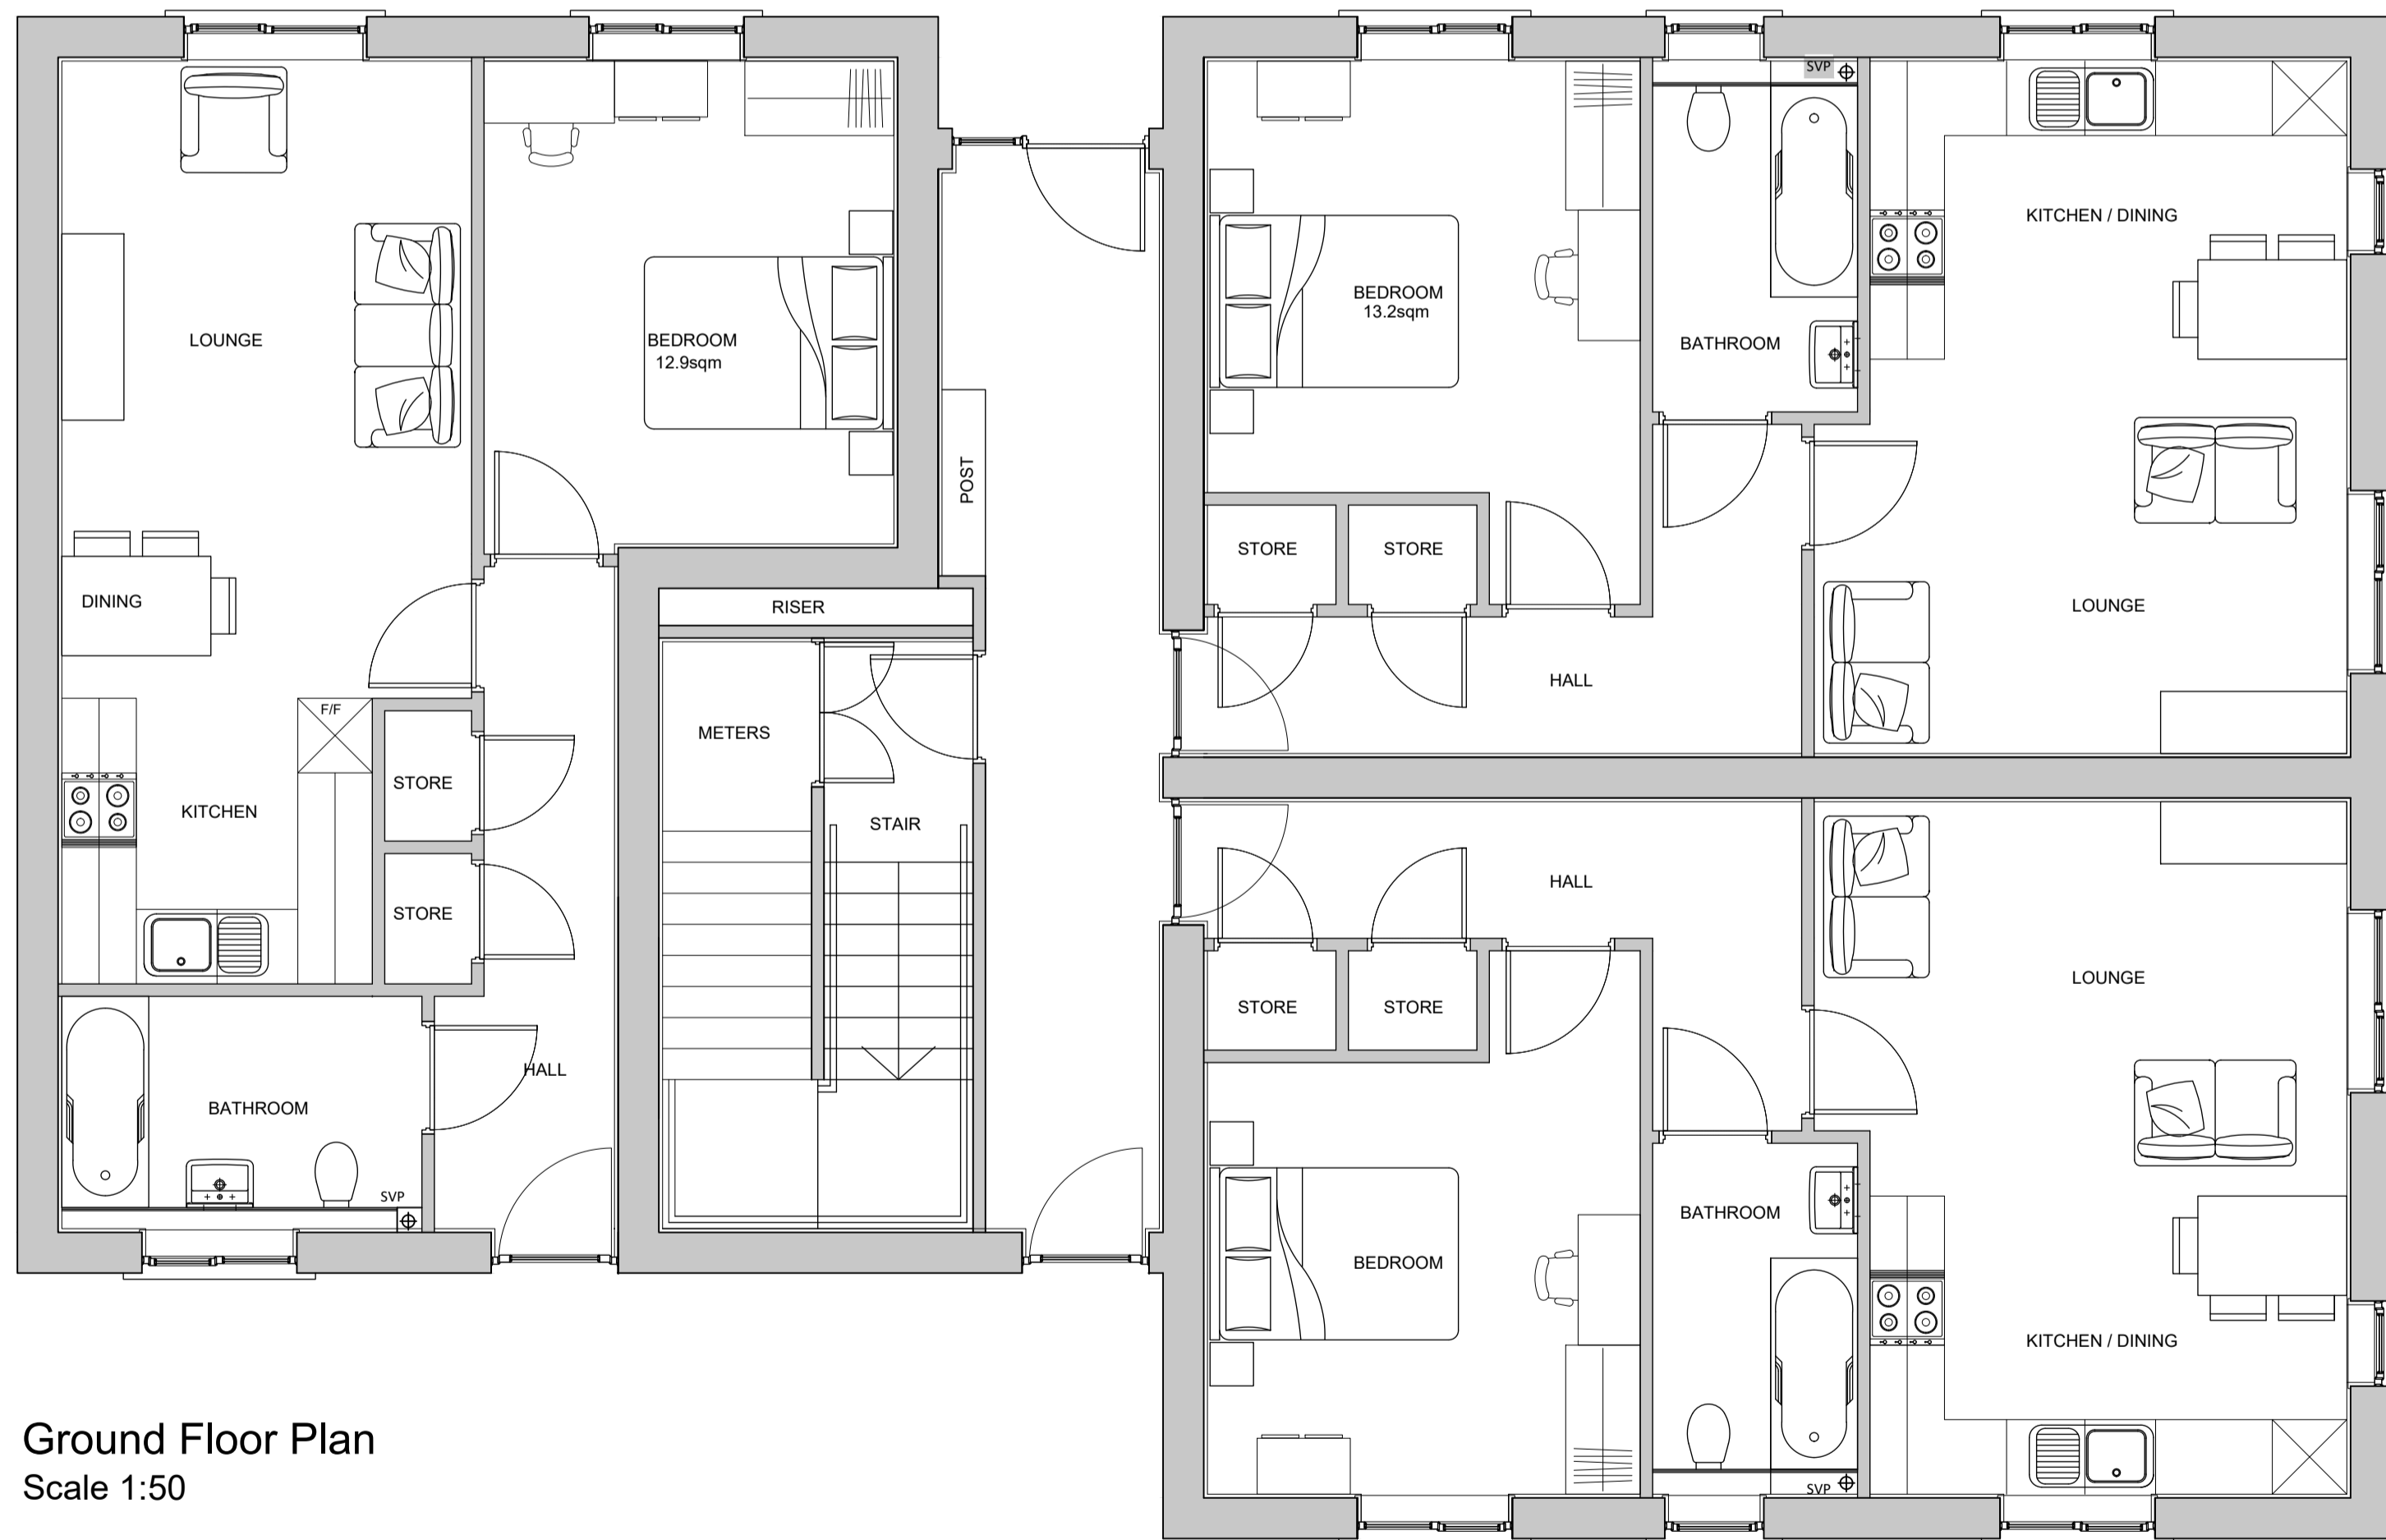 SVP
KITCHEN / DINING
LOUNGE
BEDROOM
12.9sqm
BEDROOM
13.2sqm
BATHROOM
POST
STORE
STORE
DINING
RISER
LOUNGE
HALL
F/F
METERS
STORE
KITCHEN
STAIR
STORE
HALL
LOUNGE
STORE
STORE
HALL
BATHROOM
SVP
BATHROOM
BEDROOM
KITCHEN / DINING
SVP
Ground Floor Plan
Scale 1:50